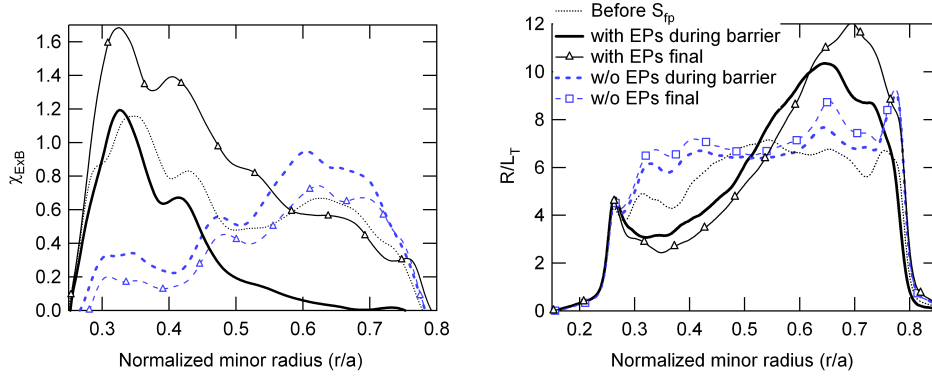 1.6
1.4
1.2
1.0
0.8
0.6
0.4
0.2
0.0
χExB
0.3 0.4 0.5 0.6 0.7 0.8
Normalized minor radius (r/a)
12
10
8
6
4
2
0
R/LT
Before Sfp
with EPs during barrier
with EPs final
w/o EPs during barrier
w/o EPs final
0.2 0.3 0.4 0.5 0.6 0.7 0.8
Normalized minor radius (r/a)